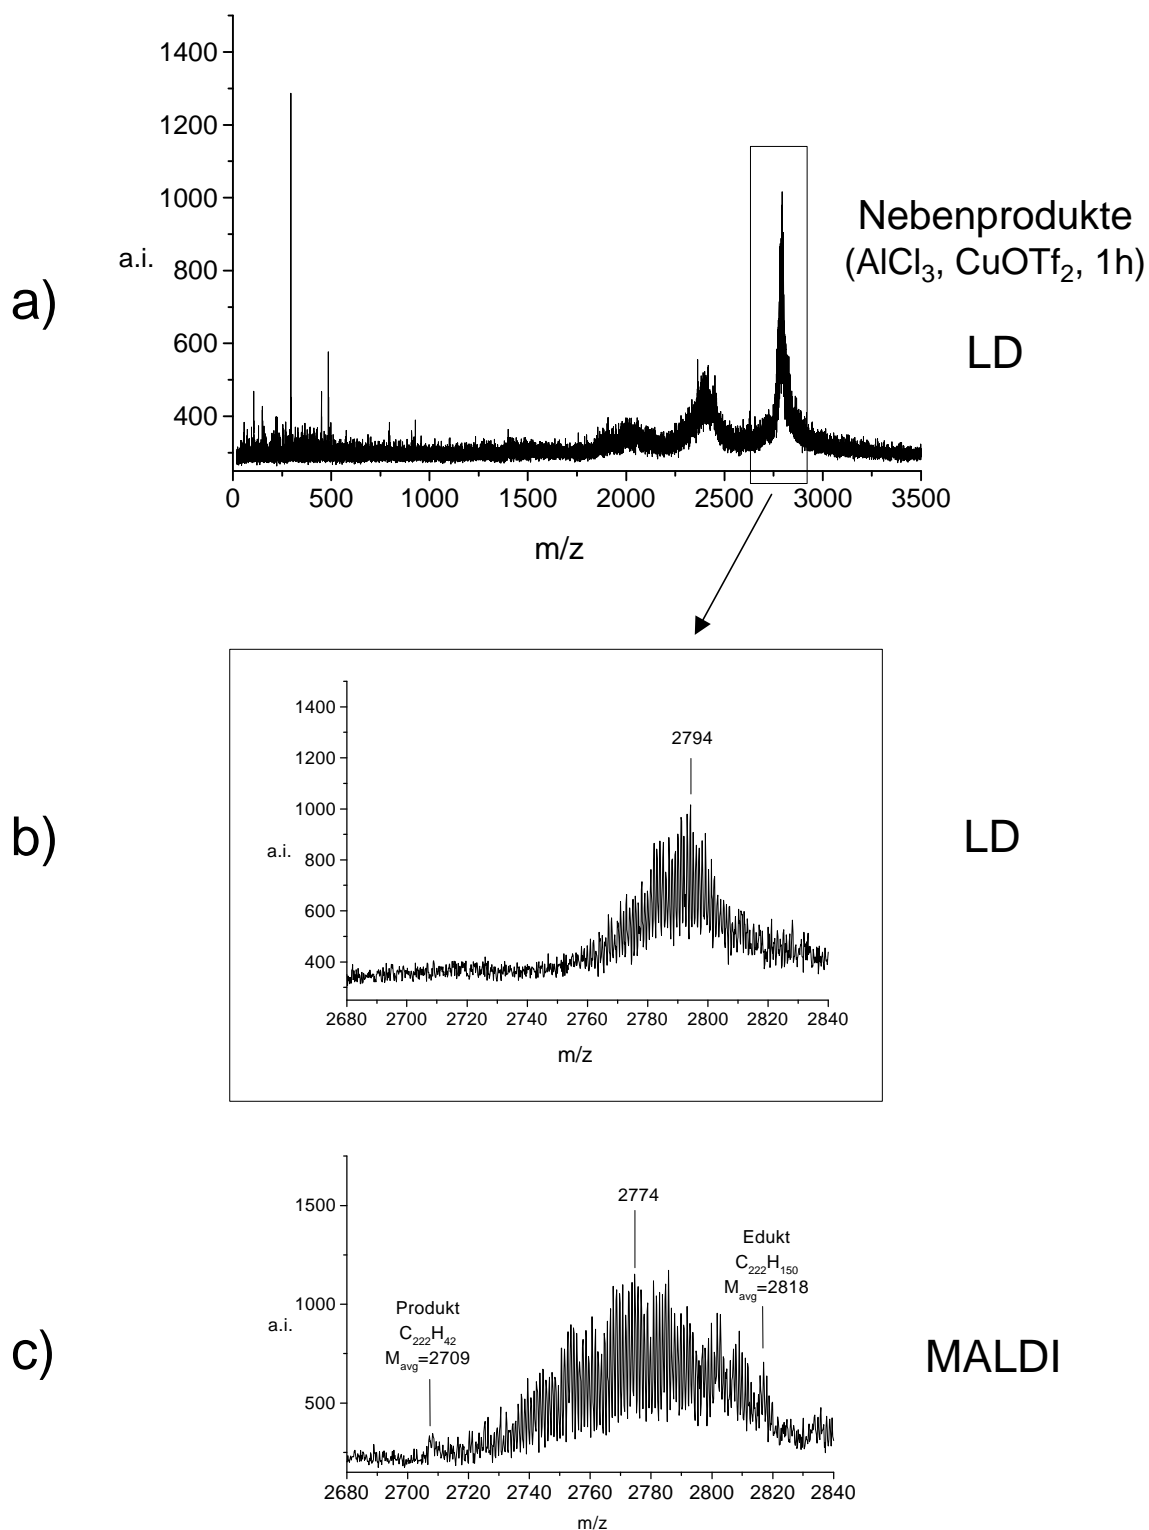 a)
1400
1200
1000
800
600
400
a.i.
0 500 1000 1500 2000 2500 3000 3500
m/z
Nebenprodukte
(AlCl3, CuOTf2, 1h)
LD
b)
1400
1200
1000
800
600
400
a.i.
2794
2680 2700 2720 2740 2760 2780 2800 2820 2840
m/z
LD
c)
1500
1000
500
a.i.
2774
Produkt
C222H42
Mavg=2709
Edukt
C222H150
Mavg=2818
2680 2700 2720 2740 2760 2780 2800 2820 2840
m/z
MALDI